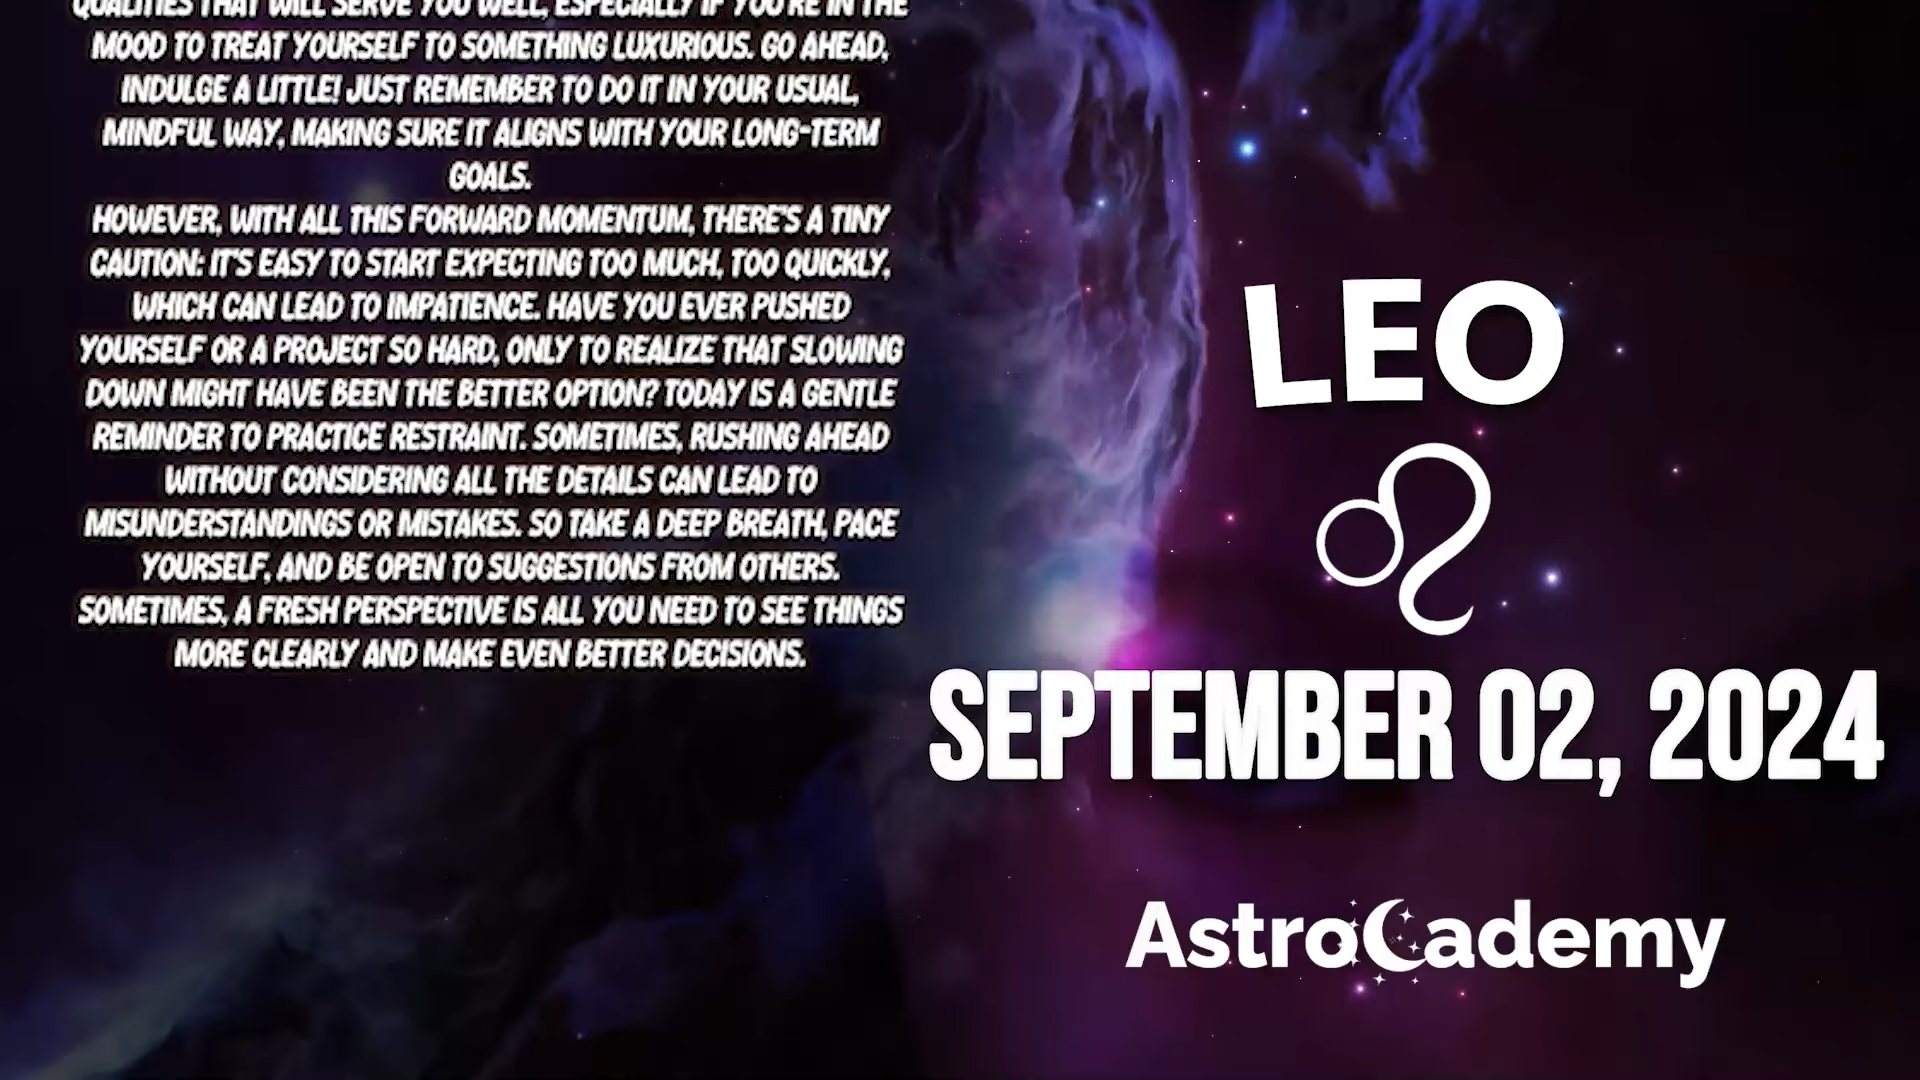 QUALITIES THAT WILL SERVE YOU WELL, ESPECIALLY IF YOU'RE IN THE
MOOD TO TREAT YOURSELF TO SOMETHING LUXURIOUS. GO AHEAD,
INDULGE A LITTLE! JUST REMEMBER TO DO IT IN YOUR USUAL,
MINDFUL WAY, MAKING SURE IT ALIGNS WITH YOUR LONG-TERM
GOALS.
HOWEVER, WITH ALL THIS FORWARD MOMENTUM, THERE'S A TINY
CAUTION: IT'S EASY TO START EXPECTING TOO MUCH, TOO QUICKLY,
WHICH CAN LEAD TO IMPATIENCE. HAVE YOU EVER PUSHED
YOURSELF OR A PROJECT SO HARD, ONLY TO REALIZE THAT SLOWING
DOWN MIGHT HAVE BEEN THE BETTER OPTION? TODAY IS A GENTLE
REMINDER TO PRACTICE RESTRAINT. SOMETIMES, RUSHING AHEAD
WITHOUT CONSIDERING ALL THE DETAILS CAN LEAD TO
MISUNDERSTANDINGS OR MISTAKES. SO TAKE A DEEP BREATH, PACE
YOURSELF, AND BE OPEN TO SUGGESTIONS FROM OTHERS.
SOMETIMES, A FRESH PERSPECTIVE IS ALL YOU NEED TO SEE THINGS
MORE CLEARLY AND MAKE EVEN BETTER DECISIONS.
LEO
♌
SEPTEMBER 02, 2024
AstroCademy